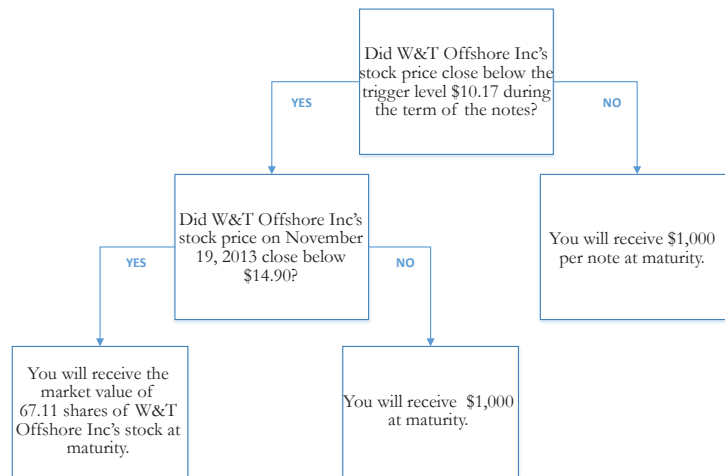 Did W&T Offshore Inc's
stock price close below the
trigger level $10.17 during
the term of the notes?
YES
NO
Did W&T Offshore Inc's
stock price on November
19, 2013 close below
$14.90?
You will receive $1,000
per note at maturity.
YES
NO
You will receive the
market value of
67.11 shares of W&T
Offshore Inc's stock at
maturity.
You will receive  $1,000
at maturity.